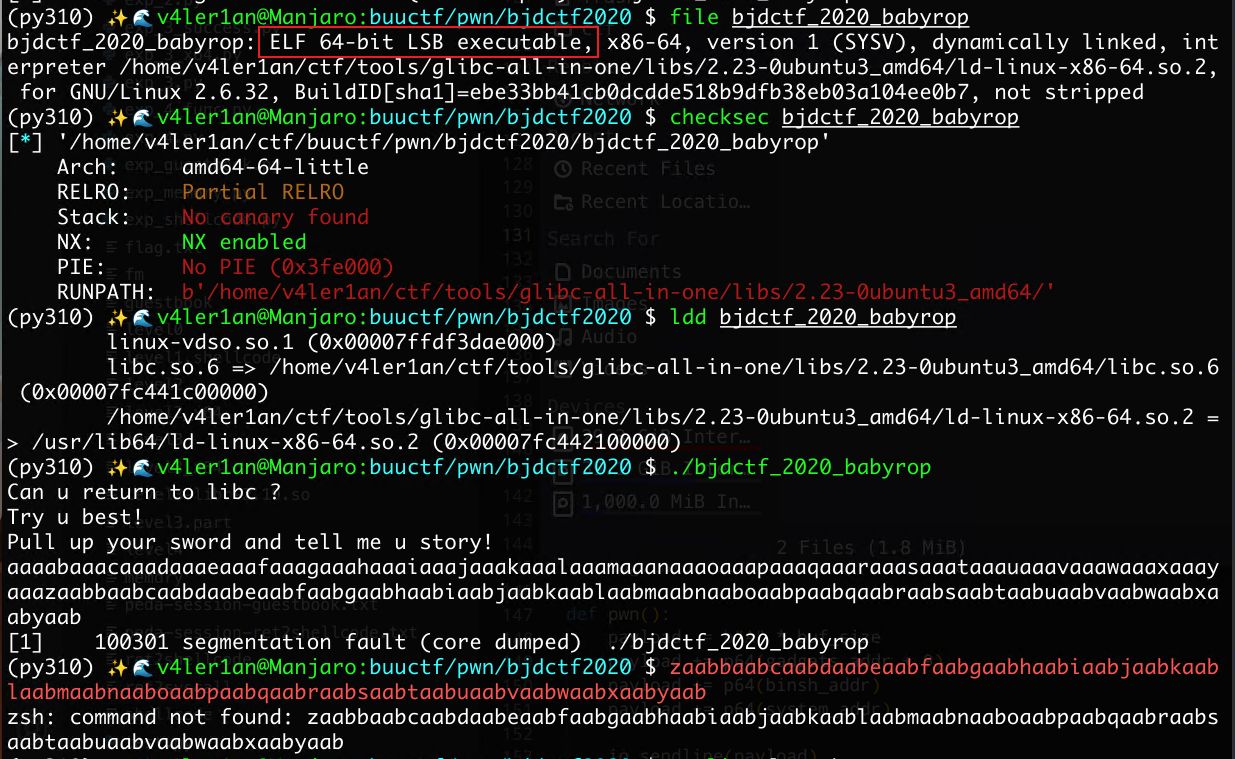 (py310) ✨🌊v4ler1an@Manjaro:buuctf/pwn/bjdctf2020 $ file bjdctf_2020_babyrop
bjdctf_2020_babyrop: ELF 64-bit LSB executable, x86-64, version 1 (SYSV), dynamically linked, int
erpreter /home/v4ler1an/ctf/tools/glibc-all-in-one/libs/2.23-0ubuntu3_amd64/ld-linux-x86-64.so.2,
 for GNU/Linux 2.6.32, BuildID[sha1]=ebe33bb41cb0dcdde518b9dfb38eb03a104ee0b7, not stripped
(py310) ✨🌊v4ler1an@Manjaro:buuctf/pwn/bjdctf2020 $ checksec bjdctf_2020_babyrop
[*] '/home/v4ler1an/ctf/buuctf/pwn/bjdctf2020/bjdctf_2020_babyrop'
    Arch:     amd64-64-little
    RELRO:    Partial RELRO
    Stack:    No canary found
    NX:       NX enabled
    PIE:      No PIE (0x3fe000)
    RUNPATH:  b'/home/v4ler1an/ctf/tools/glibc-all-in-one/libs/2.23-0ubuntu3_amd64/'
(py310) ✨🌊v4ler1an@Manjaro:buuctf/pwn/bjdctf2020 $ ldd bjdctf_2020_babyrop
        linux-vdso.so.1 (0x00007ffdf3dae000)
        libc.so.6 => /home/v4ler1an/ctf/tools/glibc-all-in-one/libs/2.23-0ubuntu3_amd64/libc.so.6
 (0x00007fc441c00000)
        /home/v4ler1an/ctf/tools/glibc-all-in-one/libs/2.23-0ubuntu3_amd64/ld-linux-x86-64.so.2 =
> /usr/lib64/ld-linux-x86-64.so.2 (0x00007fc442100000)
(py310) ✨🌊v4ler1an@Manjaro:buuctf/pwn/bjdctf2020 $ ./bjdctf_2020_babyrop
Can u return to libc ?
Try u best!
Pull up your sword and tell me u story!
aaaabaaacaaadaaaeaaafaaagaaahaaaiaaajaaakaaalaaamaaanaaaoaaapaaaqaaaraaasaaataaauaaavaaawaaaxaaay
aaazaabbaabcaabdaabeaabfaabgaabhaabiaabjaabkaablaabmaabnaaboaabpaabqaabraabsaabtaabuaabvaabwaabxa
abyaab
[1]    100301 segmentation fault (core dumped)  ./bjdctf_2020_babyrop
(py310) ✨🌊v4ler1an@Manjaro:buuctf/pwn/bjdctf2020 $ zaabbaabcaabdaabeaabfaabgaabhaabiaabjaabkaab
laabmaabnaaboaabpaabqaabraabsaabtaabuaabvaabwaabxaabyaab
zsh: command not found: zaabbaabcaabdaabeaabfaabgaabhaabiaabjaabkaablaabmaabnaaboaabpaabqaabraabs
aabtaabuaabvaabwaabxaabyaab